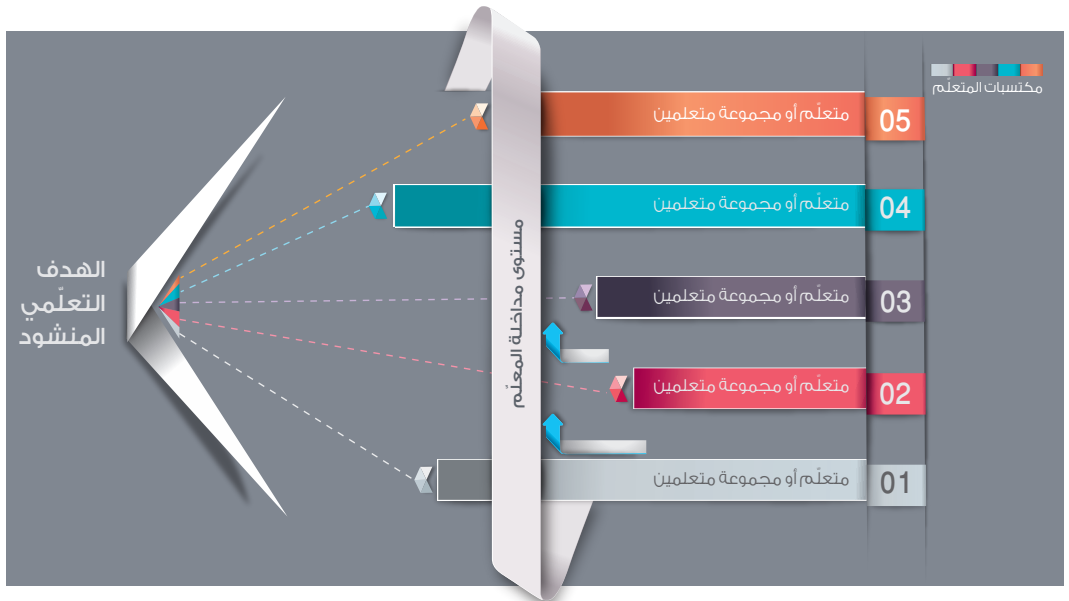 مكتسبات المتعلّم
05
متعلّم أو مجموعة متعلمين
04
متعلّم أو مجموعة متعلمين
03
متعلّم أو مجموعة متعلمين
02
متعلّم أو مجموعة متعلمين
01
متعلّم أو مجموعة متعلمين
مستوى مداخلة المعلّم
الهدف
التعلّمي
المنشود